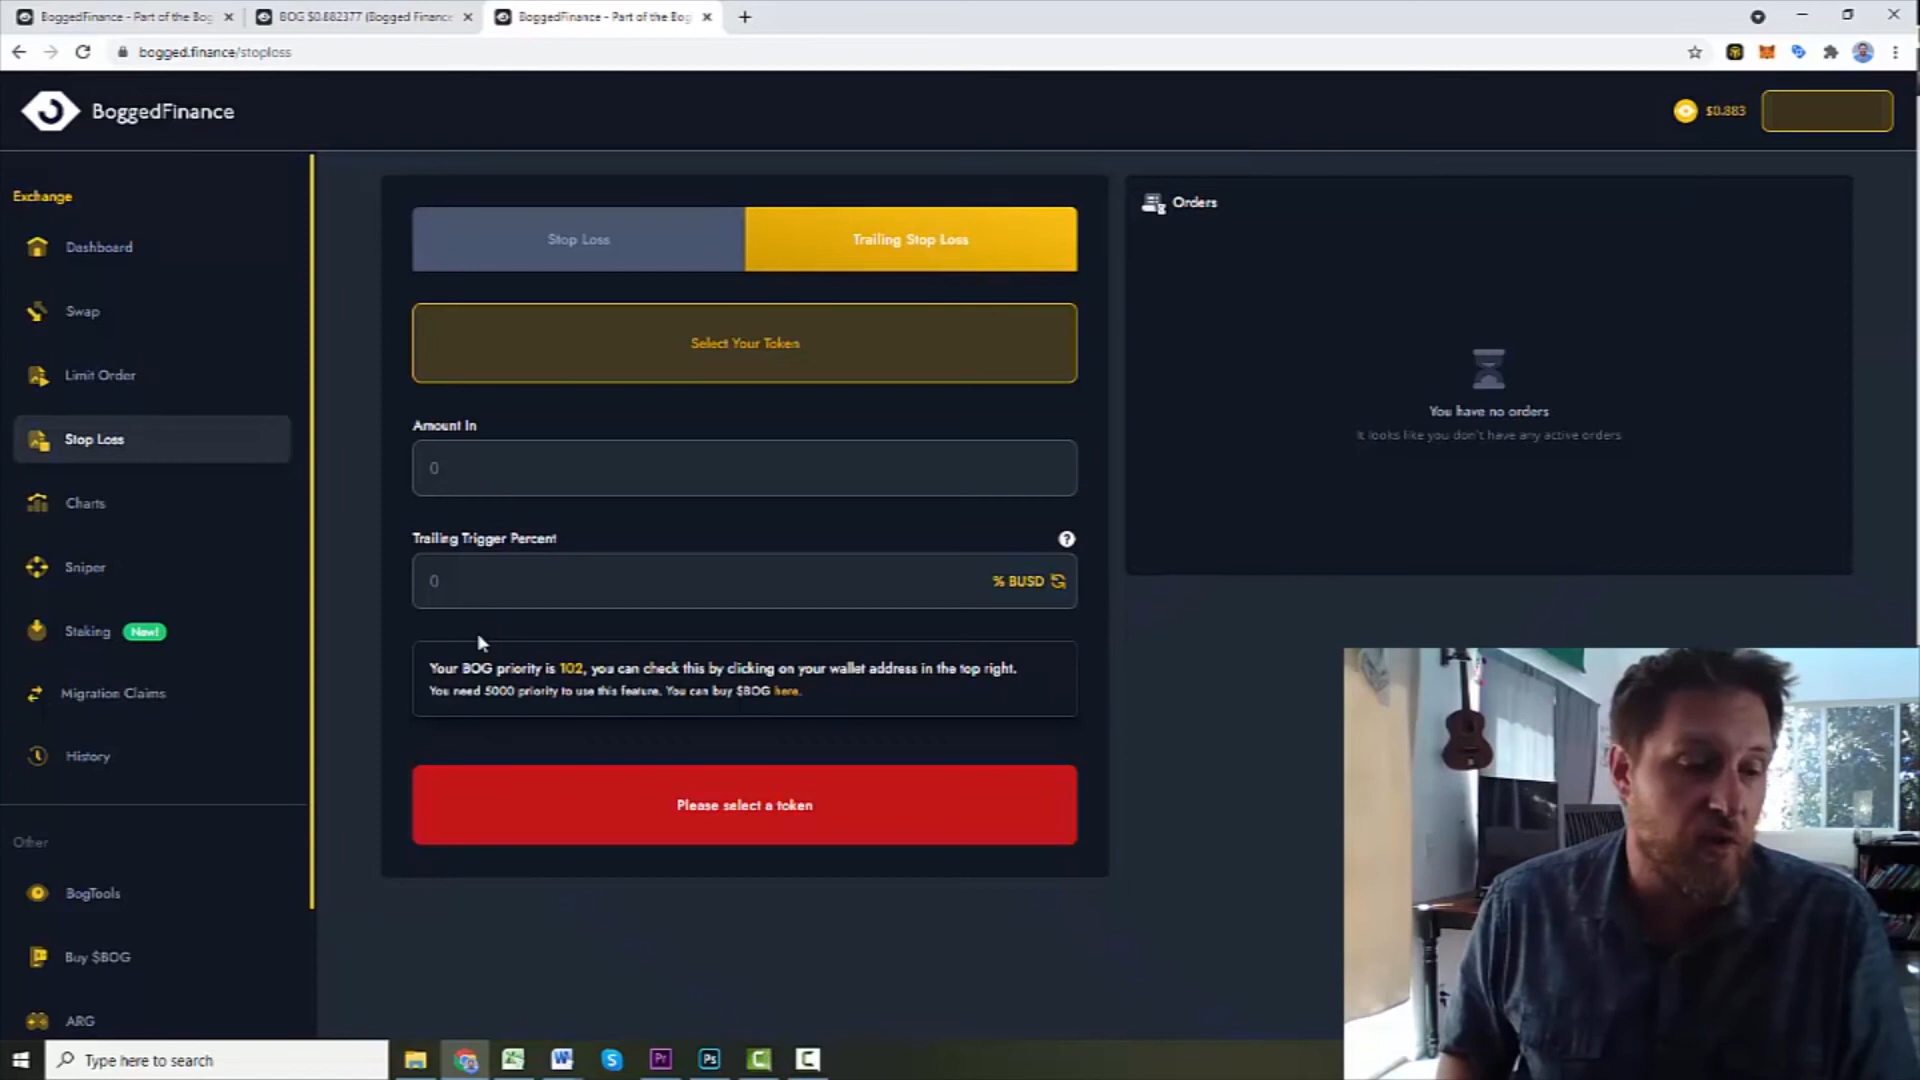 BoggedFinance - Part of the Bog
BOG $0.882377 (Bogged Finance
BoggedFinance - Part of the Bog
bogged.finance/stoploss
BoggedFinance
$0.883
Exchange
Dashboard
Swap
Limit Order
Stop Loss
Charts
Sniper
Staking New!
Migration Claims
History
Other
BogTools
Buy $BOG
ARG
Stop Loss
Trailing Stop Loss
Select Your Token
Amount In
0
Trailing Trigger Percent
?
0
% BUSD
Your BOG priority is 102, you can check this by clicking on your wallet address in the top right.
You need 5000 priority to use this feature. You can buy $BOG here.
Please select a token
Orders
You have no orders
It looks like you don't have any active orders
Type here to search
W
S
Pr
Ps
C
C